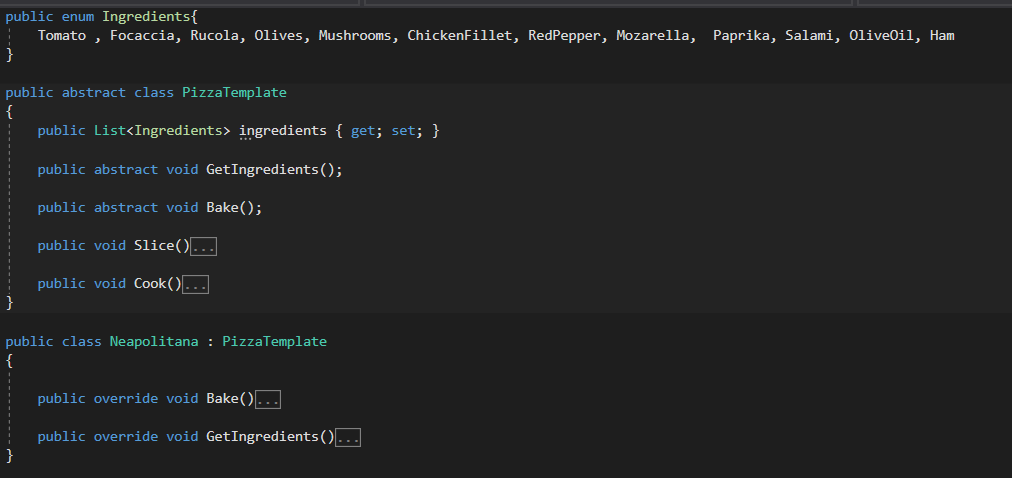 public enum Ingredients{
Tomato , Focaccia, Rucola, Olives, Mushrooms, ChickenFillet, RedPepper, Mozarella,  Paprika, Salami, OliveOil, Ham
}
public abstract class PizzaTemplate
{
public List<Ingredients> ingredients { get; set; }
public abstract void GetIngredients();
public abstract void Bake();
public void Slice()...
public void Cook()...
}
public class Neapolitana : PizzaTemplate
{
public override void Bake()...
public override void GetIngredients()...
}